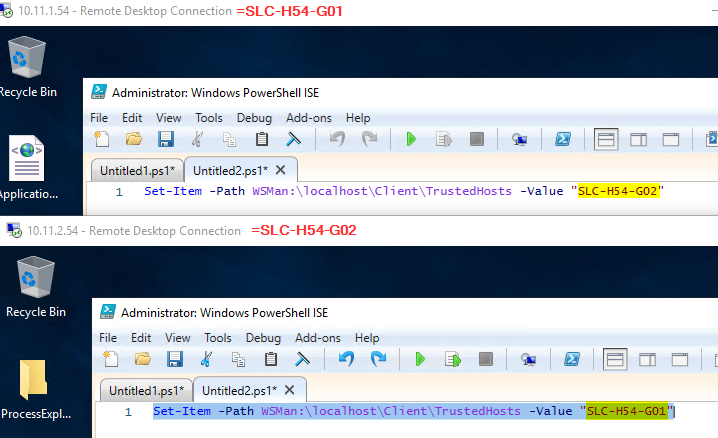 10.11.1.54 - Remote Desktop Connection =SLC-H54-G01
Recycle Bin
Administrator: Windows PowerShell ISE
File Edit View Tools Debug Add-ons Help
Applicatio...
Untitled1.ps1* Untitled2.ps1* X
1 Set-Item -Path WSMan:\localhost\Client\TrustedHosts -Value "SLC-H54-G02"
10.11.2.54 - Remote Desktop Connection =SLC-H54-G02
Recycle Bin
Administrator: Windows PowerShell ISE
File Edit View Tools Debug Add-ons Help
ProcessExpl...
Untitled1.ps1* Untitled2.ps1* X
1 Set-Item -Path WSMan:\localhost\Client\TrustedHosts -Value "SLC-H54-G01"